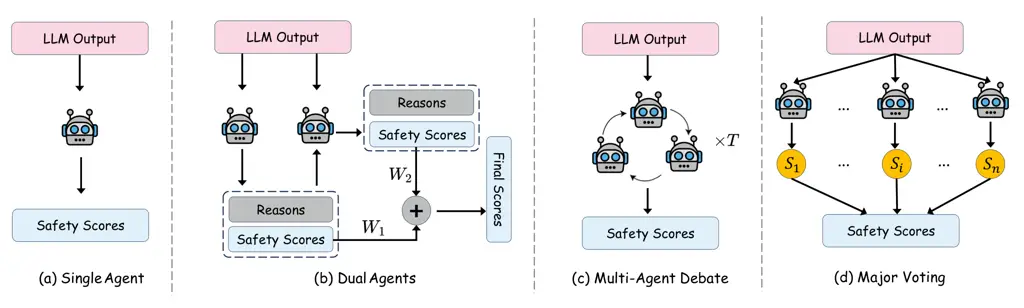 LLM Output
Safety Scores
(a) Single Agent
LLM Output
Reasons
Safety Scores
W₂
Reasons
Safety Scores
W₁
+
Final Scores
(b) Dual Agents
LLM Output
×T
Safety Scores
(c) Multi-Agent Debate
LLM Output
... ...
S₁ ... Sᵢ ... Sₙ
Safety Scores
(d) Major Voting